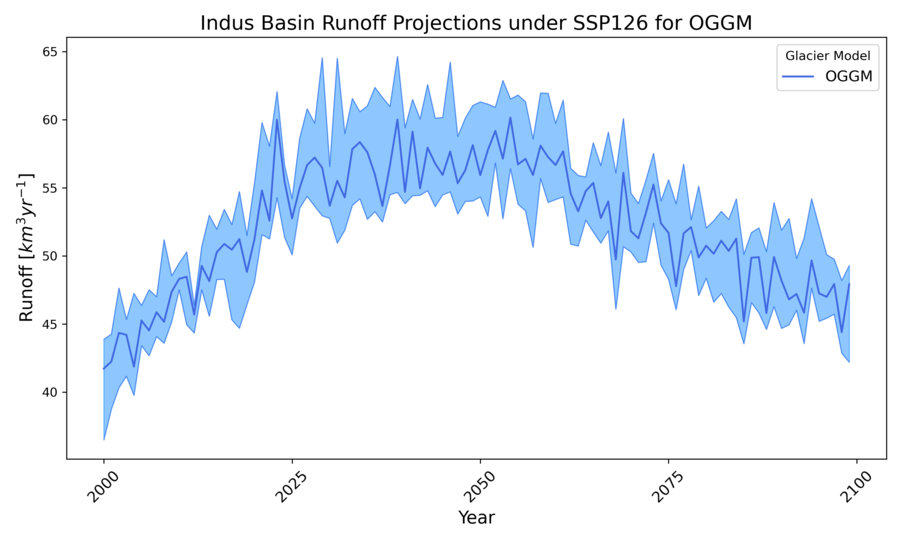 Indus Basin Runoff Projections under SSP126 for OGGM
Glacier Model
OGGM
Runoff [km³yr⁻¹]
65
60
55
50
45
40
2000
2025
2050
2075
2100
Year